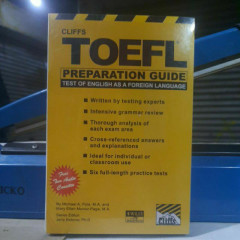 CLIFFS
TOEFL
PREPARATION GUIDE
TEST OF ENGLISH AS A FOREIGN LANGUAGE
Written by testing experts
Intensive grammar review
Thorough analysis of
each exam area
Cross-referenced answers
and explanations
Ideal for individual or
classroom use
Six full-length practice tests
Cliffs
KKO